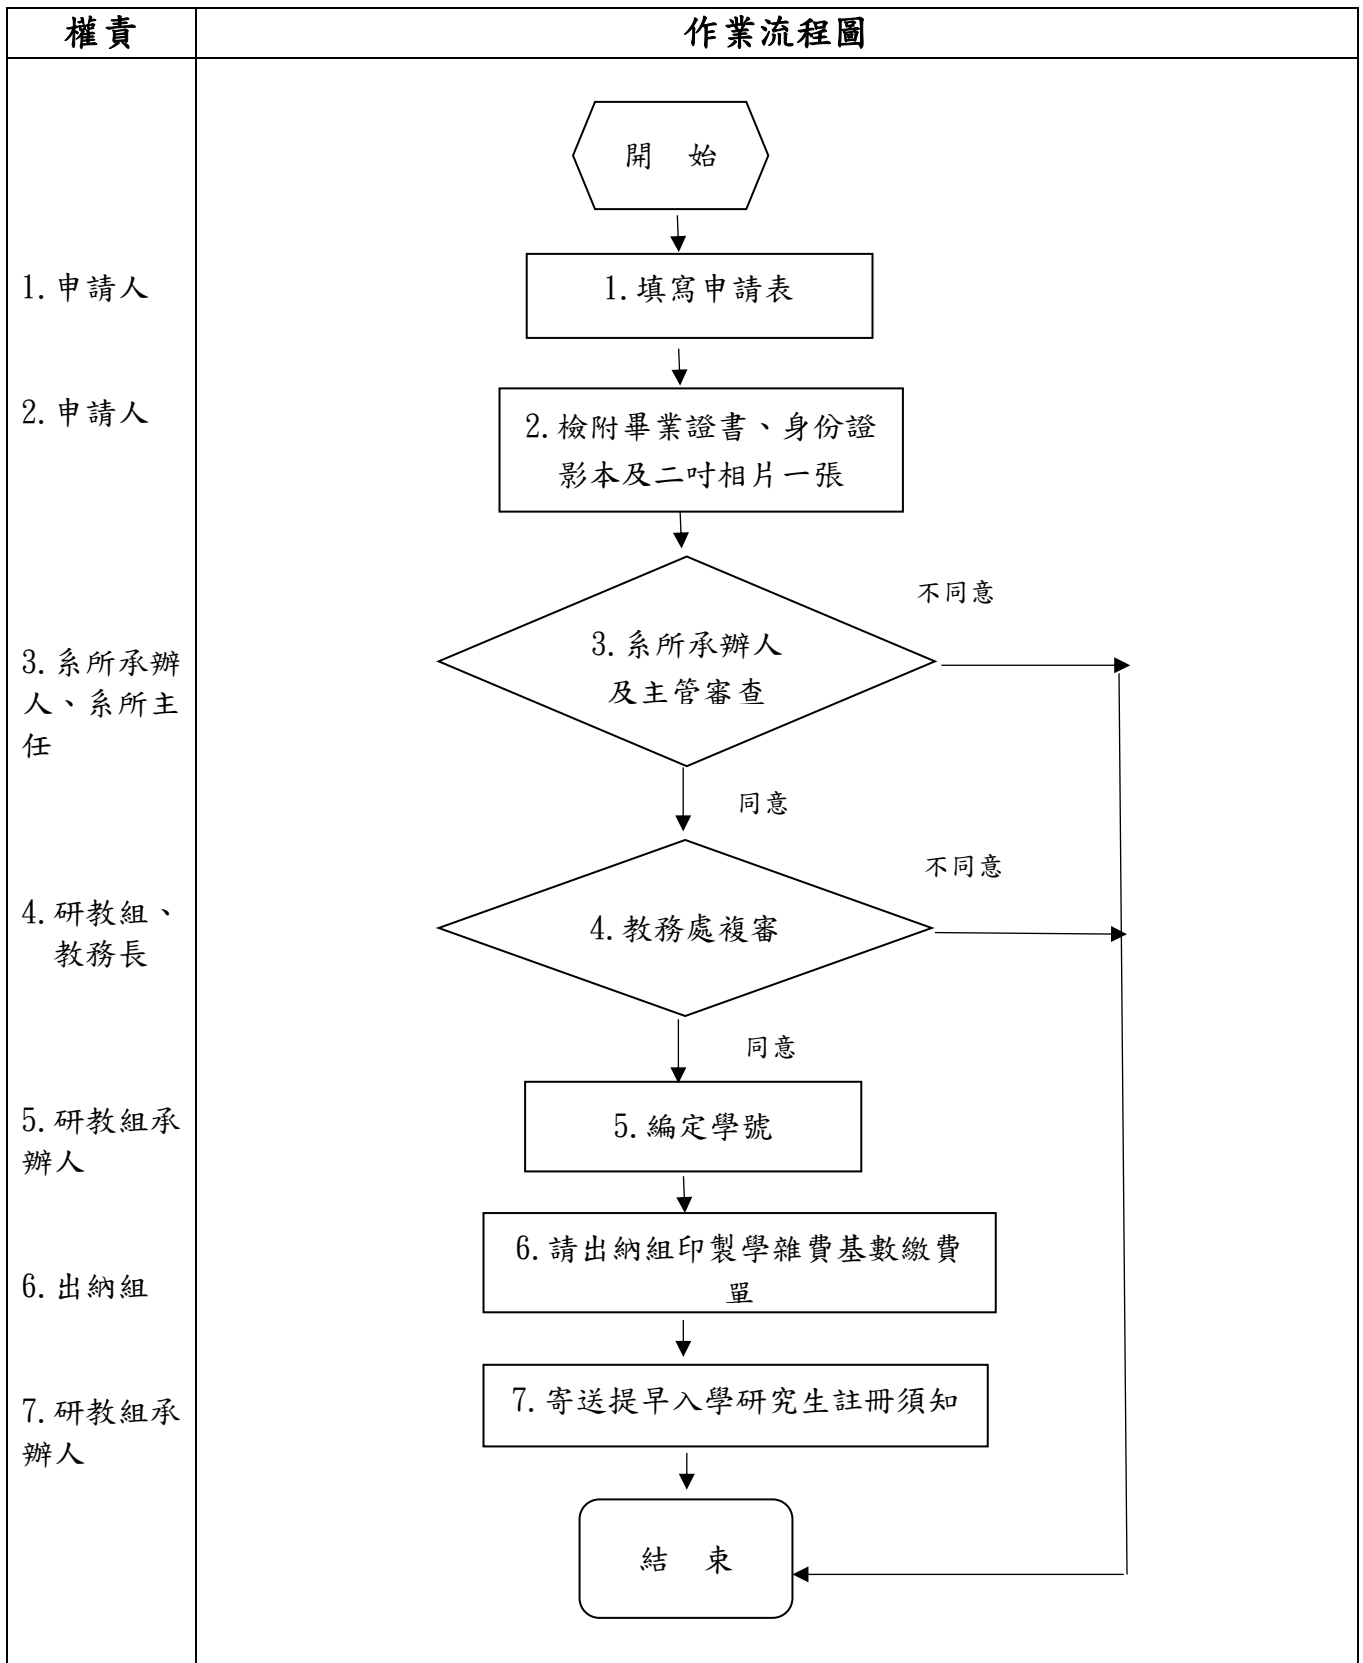 權責
作業流程圖
開 始
1.申請人
1.填寫申請表
2.申請人
2.檢附畢業證書、身份證
影本及二吋相片一張
不同意
3.系所承辦
人、系所主
任
3.系所承辦人
及主管審查
同意
不同意
4.研教組、
教務長
4.教務處複審
同意
5.研教組承
辦人
5.編定學號
6.出納組
6.請出納組印製學雜費基數繳費
單
7.研教組承
辦人
7.寄送提早入學研究生註冊須知
結 束